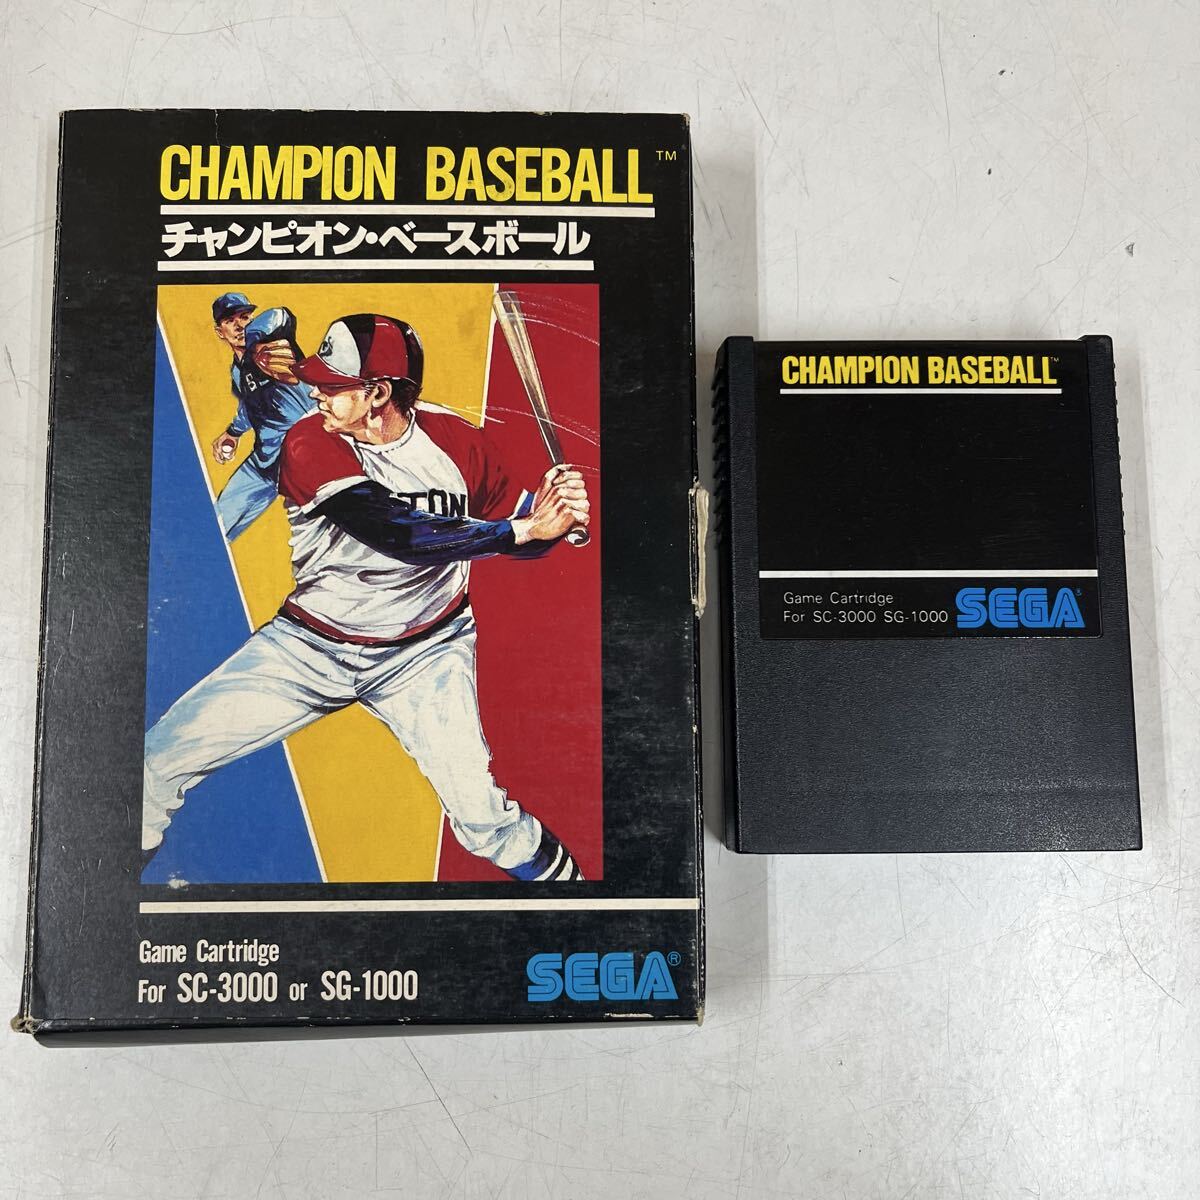 CHAMPION BASEBALL™
チャンピオン・ベースボール
TON
Game Cartridge
For SC-3000 or SG-1000
SEGA®
CHAMPION BASEBALL™
Game Cartridge
For SC-3000 SG-1000
SEGA